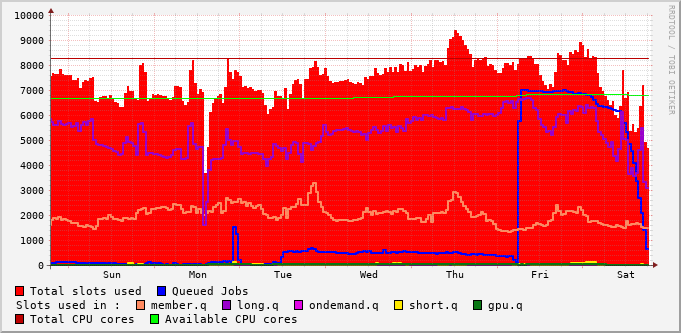 RRDTOOL / TOBI OETIKER
10000
9000
8000
7000
6000
5000
4000
3000
2000
1000
0
Sun Mon Tue Wed Thu Fri Sat
Total slots used Queued Jobs
Slots used in : member.q long.q ondemand.q short.q gpu.q
Total CPU cores Available CPU cores